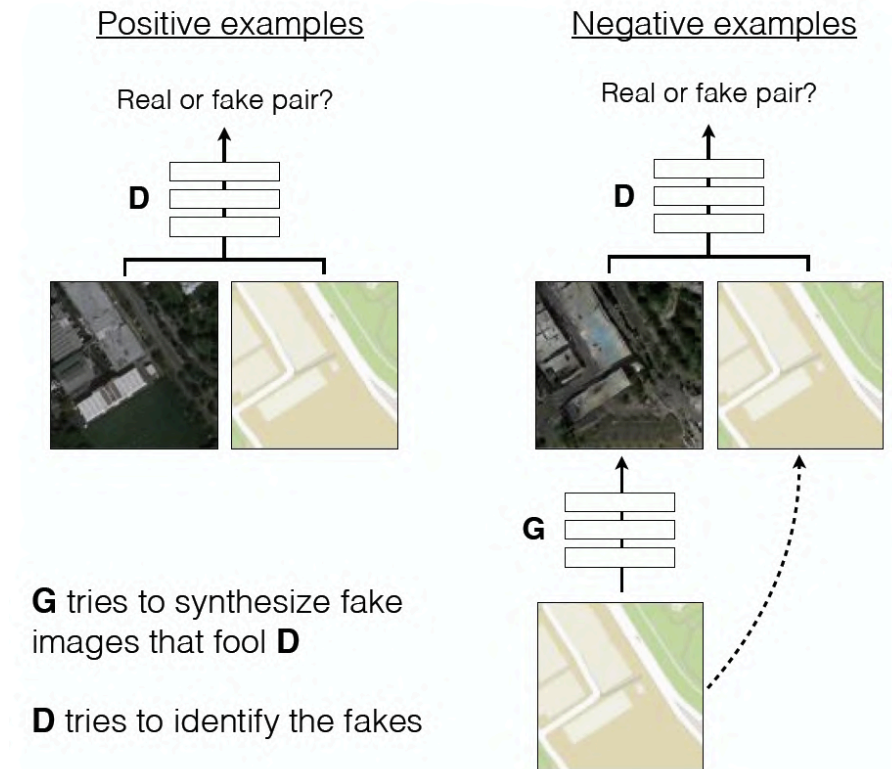 Positive examples
Real or fake pair?
D
Negative examples
Real or fake pair?
D
G
G tries to synthesize fake
images that fool D
D tries to identify the fakes